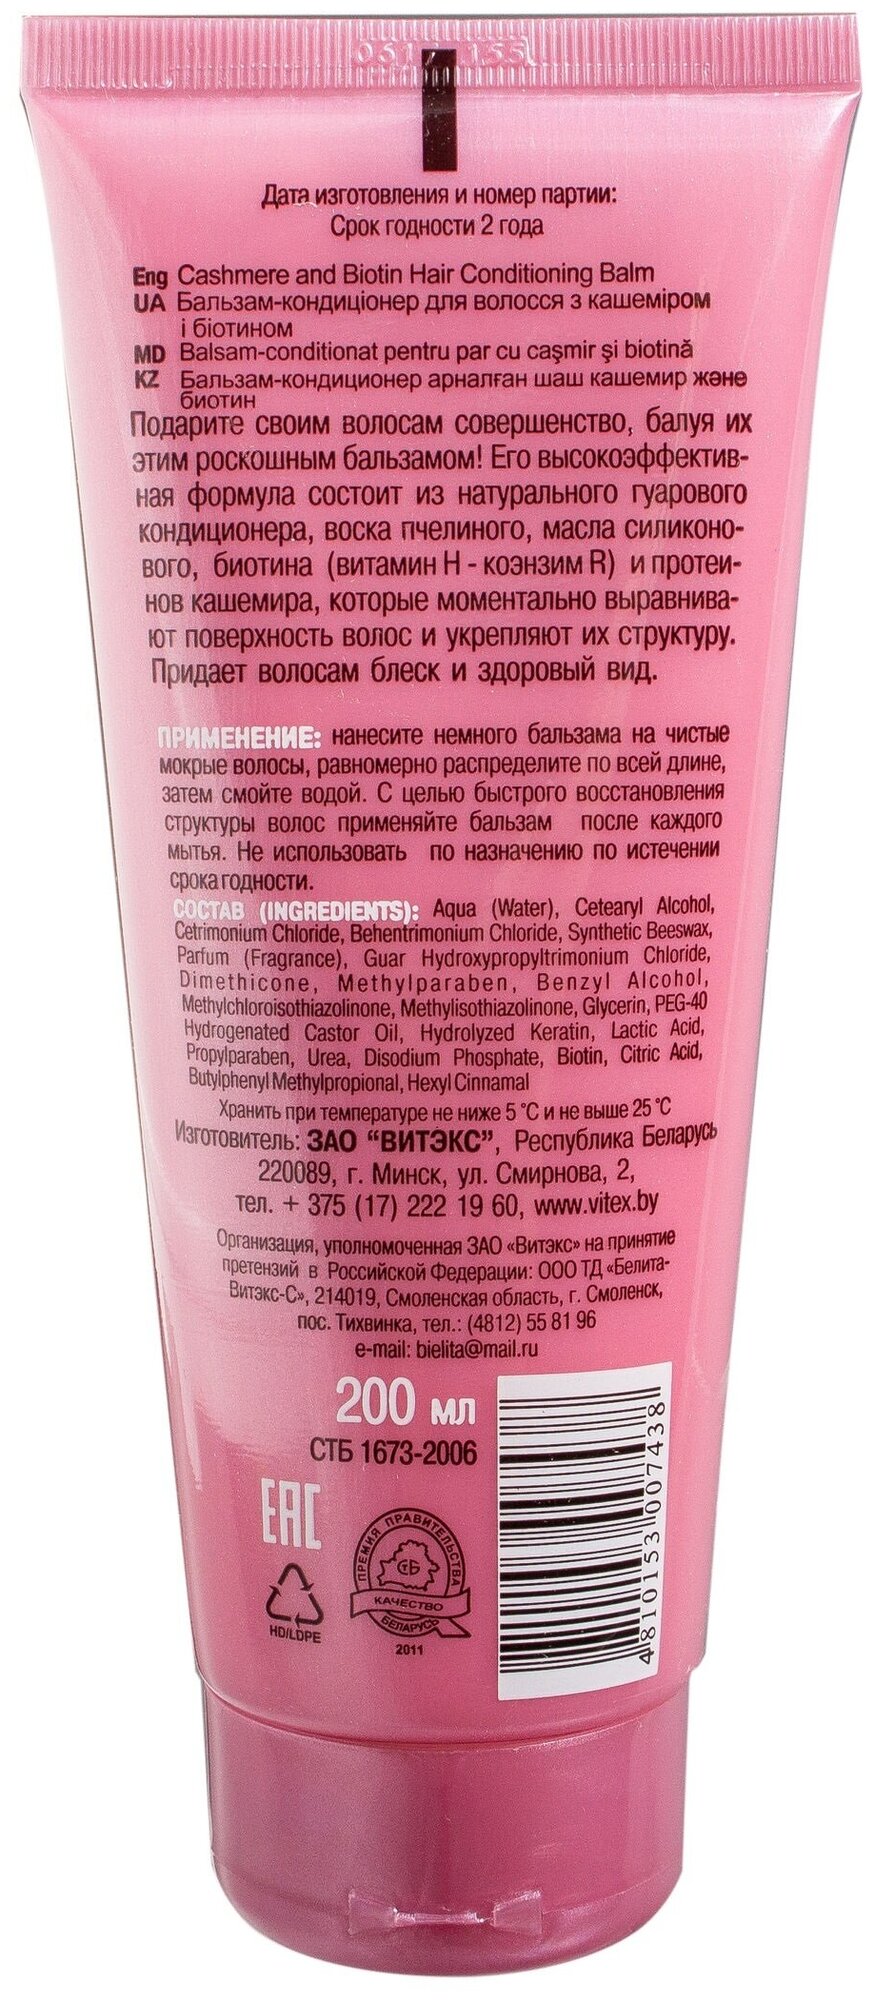 Дата изготовления и номер партии:
Срок годности 2 года
Eng Cashmere and Biotin Hair Conditioning Balm
UA Бальзам-кондиціонер для волосся з кашеміром
і біотином
MD Balsam-conditionat pentru par cu caşmir şi biotină
KZ Бальзам-кондиционер арналған шаш кашемир және
биотин
Подарите своим волосам совершенство, балуя их
этим роскошным бальзамом! Его высокоэффектив-
ная формула состоит из натурального гуарового
кондиционера, воска пчелиного, масла силиконо-
вого, биотина (витамин H - коэнзим R) и протеи-
нов кашемира, которые моментально выравнива-
ют поверхность волос и укрепляют их структуру.
Придает волосам блеск и здоровый вид.
ПРИМЕНЕНИЕ: нанесите немного бальзама на чистые
мокрые волосы, равномерно распределите по всей длине,
затем смойте водой. С целью быстрого восстановления
структуры волос применяйте бальзам после каждого
мытья. Не использовать по назначению по истечении
срока годности.
СОСТАВ (INGREDIENTS): Aqua (Water), Cetearyl Alcohol,
Cetrimonium Chloride, Behentrimonium Chloride, Synthetic Beeswax,
Parfum (Fragrance), Guar Hydroxypropyltrimonium Chloride,
Dimethicone, Methylparaben, Benzyl Alcohol,
Methylchloroisothiazolinone, Methylisothiazolinone, Glycerin, PEG-40
Hydrogenated Castor Oil, Hydrolyzed Keratin, Lactic Acid,
Propylparaben, Urea, Disodium Phosphate, Biotin, Citric Acid,
Butylphenyl Methylpropional, Hexyl Cinnamal
Хранить при температуре не ниже 5 °C и не выше 25 °C
Изготовитель: ЗАО "ВИТЭКС", Республика Беларусь
220089, г. Минск, ул. Смирнова, 2,
тел. + 375 (17) 222 19 60, www.vitex.by
Организация, уполномоченная ЗАО «Витэкс» на принятие
претензий в Российской Федерации: ООО ТД «Белита-
Витэкс-С», 214019, Смоленская область, г. Смоленск,
пос. Тихвинка, тел.: (4812) 55 81 96
e-mail: bielita@mail.ru
200 мл
СТБ 1673-2006
EAC
HD/LDPE
ПРЕМИЯ ПРАВИТЕЛЬСТВА
СТБ
КАЧЕСТВО
БЕЛАРУСЬ
2011
4810153007438